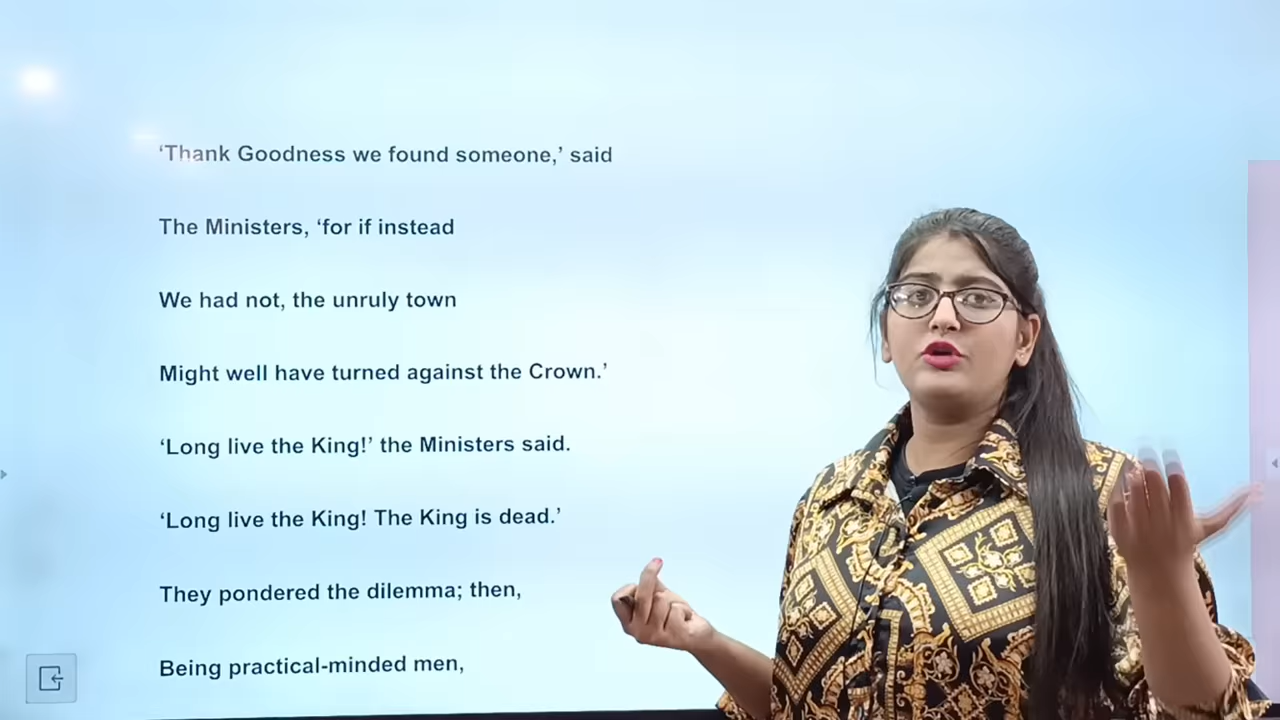 ‘Thank Goodness we found someone,’ said
The Ministers, ‘for if instead
We had not, the unruly town
Might well have turned against the Crown.’
‘Long live the King!’ the Ministers said.
‘Long live the King! The King is dead.’
They pondered the dilemma; then,
Being practical-minded men,